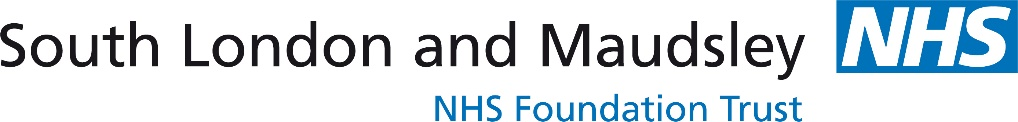 South London and Maudsley NHS
NHS Foundation Trust